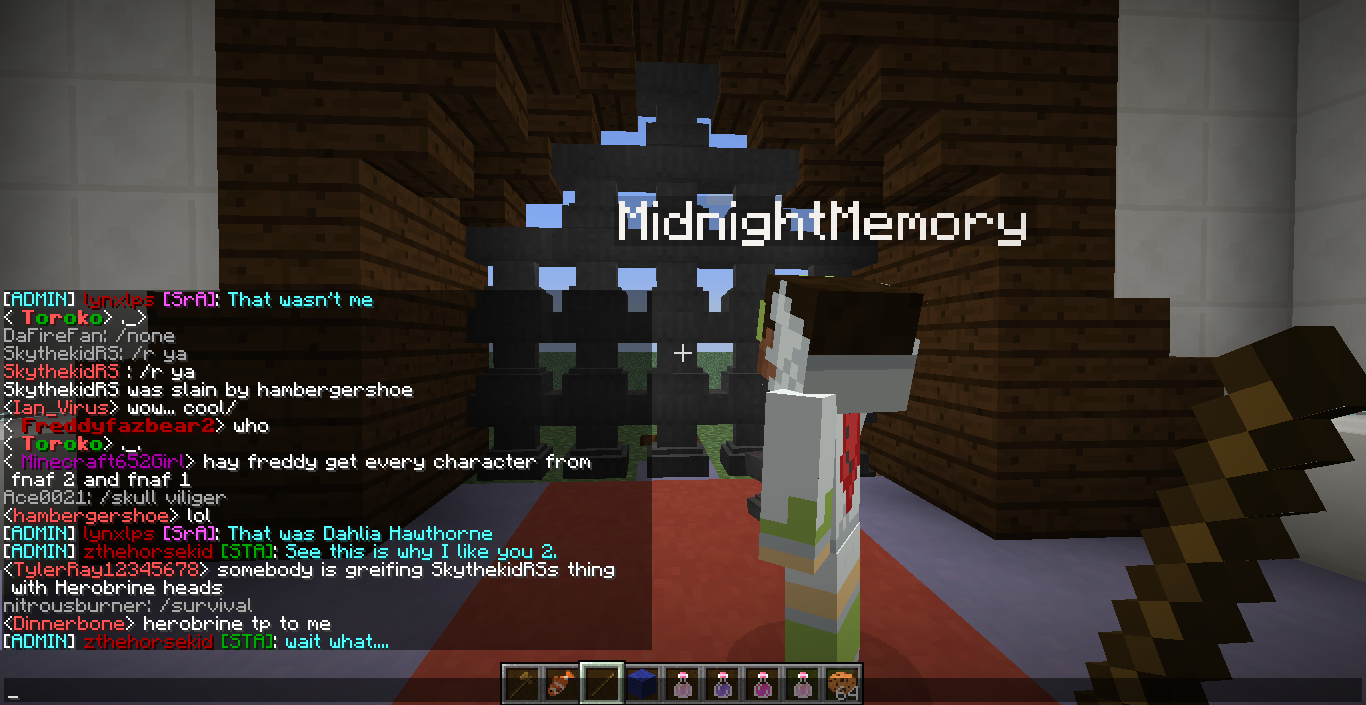 MidnightMemory
[ADMIN] lynxlps [SrA]: That wasn't me
< Toroko> ._>
DaFireFan: /none
SkythekidRS: /r ya
SkythekidRS : /r ya
SkythekidRS was slain by hambergershoe
<Ian_Virus> wow... cool/
< Freddyfazbear2> who
< Toroko> ._.
< Minecraft652Girl> hay freddy get every character from
fnaf 2 and fnaf 1
Ace0021: /skull viliger
<hambergershoe> lol
[ADMIN] lynxlps [SrA]: That was Dahlia Hawthorne
[ADMIN] zthehorsekid [STA]: See this is why I like you 2.
<TylerRay12345678> somebody is greifing SkythekidRSs thing
with Herobrine heads
nitrousburner: /survival
<Dinnerbone> herobrine tp to me
[ADMIN] zthehorsekid [STA]: wait what....
_
64